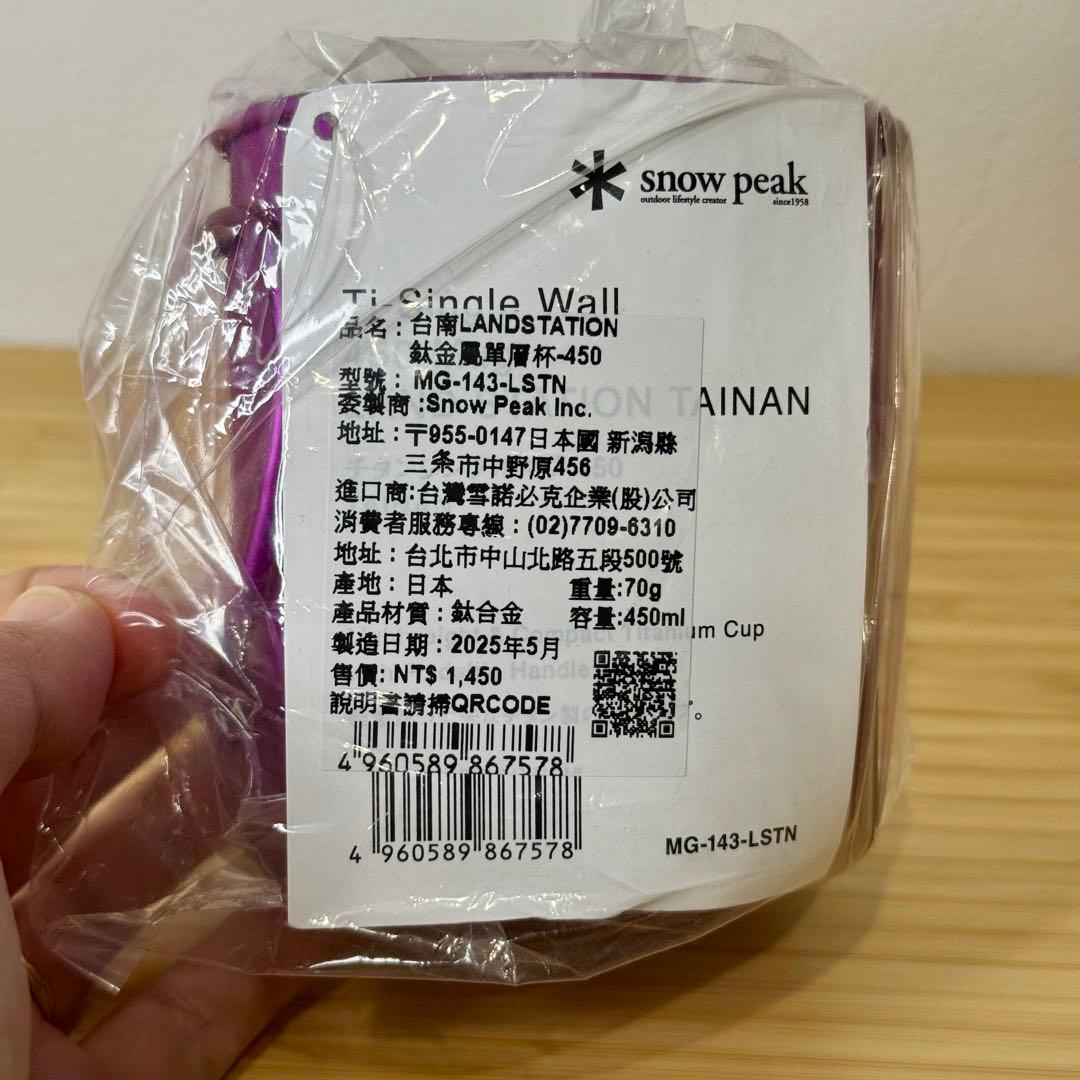 snow peak
outdoor lifestyle creator since1958
Ti-Single Wall
品名：台南LANDSTATION
鈦金屬單層杯-450
型號：MG-143-LSTN
TAINAN
委製商：Snow Peak Inc.
地址：〒955-0147日本國 新潟縣
三条市中野原456
進口商:台灣雪諾必克企業(股)公司
消費者服務專線：(02)7709-6310
地址：台北市中山北路五段500號
產地：日本 重量:70g
產品材質：鈦合金 容量:450ml
Compact Titanium Cup
製造日期：2025年5月
Handle
售價: NT$ 1,450
說明書請掃QRCODE
4 960589 867578
4 960589 867578
MG-143-LSTN